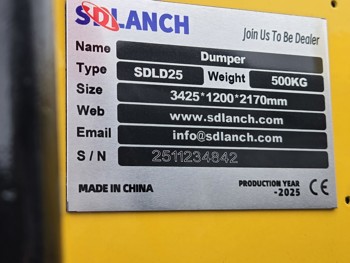 SDLANCH
Join Us To Be Dealer
Name Dumper
Type SDLD25 Weight 500KG
Size 3425*1200*2170mm
Web www.sdlanch.com
Email info@sdlanch.com
S / N 2511234842
MADE IN CHINA PRODUCTION YEAR CE
-2025